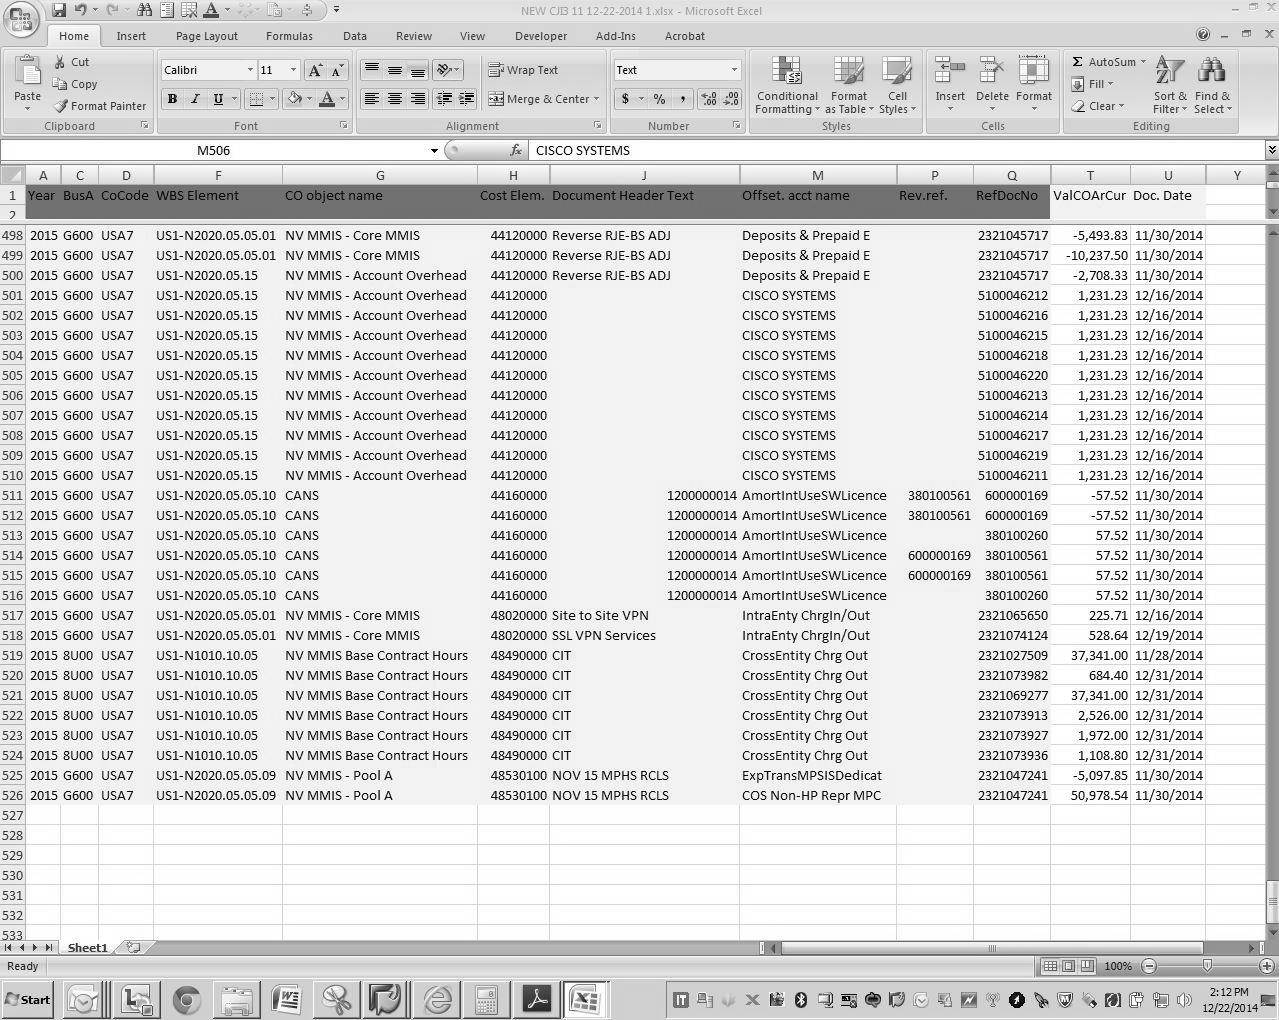 NEW CJI3 11 12-22-2014 1.xlsx - Microsoft Excel
Home Insert Page Layout Formulas Data Review View Developer Add-Ins Acrobat
Paste Cut Copy Format Painter Clipboard
Calibri 11 A A B I U A Font
Wrap Text Merge & Center Alignment
Text $ % , Number
Conditional Formatting Format as Table Cell Styles Styles
Insert Delete Format Cells
Σ AutoSum Fill Clear Sort & Filter Find & Select Editing
M506 fx CISCO SYSTEMS
A C D F G H J M P Q T U Y
1 Year BusA CoCode WBS Element CO object name Cost Elem. Document Header Text Offset. acct name Rev.ref. RefDocNo ValCOArCur Doc. Date
2
498 2015 G600 USA7 US1-N2020.05.05.01 NV MMIS - Core MMIS 44120000 Reverse RJE-BS ADJ Deposits & Prepaid E 2321045717 -5,493.83 11/30/2014
499 2015 G600 USA7 US1-N2020.05.05.01 NV MMIS - Core MMIS 44120000 Reverse RJE-BS ADJ Deposits & Prepaid E 2321045717 -10,237.50 11/30/2014
500 2015 G600 USA7 US1-N2020.05.15 NV MMIS - Account Overhead 44120000 Reverse RJE-BS ADJ Deposits & Prepaid E 2321045717 -2,708.33 11/30/2014
501 2015 G600 USA7 US1-N2020.05.15 NV MMIS - Account Overhead 44120000 CISCO SYSTEMS 5100046212 1,231.23 12/16/2014
502 2015 G600 USA7 US1-N2020.05.15 NV MMIS - Account Overhead 44120000 CISCO SYSTEMS 5100046216 1,231.23 12/16/2014
503 2015 G600 USA7 US1-N2020.05.15 NV MMIS - Account Overhead 44120000 CISCO SYSTEMS 5100046215 1,231.23 12/16/2014
504 2015 G600 USA7 US1-N2020.05.15 NV MMIS - Account Overhead 44120000 CISCO SYSTEMS 5100046218 1,231.23 12/16/2014
505 2015 G600 USA7 US1-N2020.05.15 NV MMIS - Account Overhead 44120000 CISCO SYSTEMS 5100046220 1,231.23 12/16/2014
506 2015 G600 USA7 US1-N2020.05.15 NV MMIS - Account Overhead 44120000 CISCO SYSTEMS 5100046213 1,231.23 12/16/2014
507 2015 G600 USA7 US1-N2020.05.15 NV MMIS - Account Overhead 44120000 CISCO SYSTEMS 5100046214 1,231.23 12/16/2014
508 2015 G600 USA7 US1-N2020.05.15 NV MMIS - Account Overhead 44120000 CISCO SYSTEMS 5100046217 1,231.23 12/16/2014
509 2015 G600 USA7 US1-N2020.05.15 NV MMIS - Account Overhead 44120000 CISCO SYSTEMS 5100046219 1,231.23 12/16/2014
510 2015 G600 USA7 US1-N2020.05.15 NV MMIS - Account Overhead 44120000 CISCO SYSTEMS 5100046211 1,231.23 12/16/2014
511 2015 G600 USA7 US1-N2020.05.05.10 CANS 44160000 1200000014 AmortIntUseSWLicence 380100561 600000169 -57.52 11/30/2014
512 2015 G600 USA7 US1-N2020.05.05.10 CANS 44160000 1200000014 AmortIntUseSWLicence 380100561 600000169 -57.52 11/30/2014
513 2015 G600 USA7 US1-N2020.05.05.10 CANS 44160000 1200000014 AmortIntUseSWLicence 380100260 57.52 11/30/2014
514 2015 G600 USA7 US1-N2020.05.05.10 CANS 44160000 1200000014 AmortIntUseSWLicence 600000169 380100561 57.52 11/30/2014
515 2015 G600 USA7 US1-N2020.05.05.10 CANS 44160000 1200000014 AmortIntUseSWLicence 600000169 380100561 57.52 11/30/2014
516 2015 G600 USA7 US1-N2020.05.05.10 CANS 44160000 1200000014 AmortIntUseSWLicence 380100260 57.52 11/30/2014
517 2015 G600 USA7 US1-N2020.05.05.01 NV MMIS - Core MMIS 48020000 Site to Site VPN IntraEnty ChrgIn/Out 2321065650 225.71 12/16/2014
518 2015 G600 USA7 US1-N2020.05.05.01 NV MMIS - Core MMIS 48020000 SSL VPN Services IntraEnty ChrgIn/Out 2321074124 528.64 12/19/2014
519 2015 8U00 USA7 US1-N1010.10.05 NV MMIS Base Contract Hours 48490000 CIT CrossEntity Chrg Out 2321027509 37,341.00 11/28/2014
520 2015 8U00 USA7 US1-N1010.10.05 NV MMIS Base Contract Hours 48490000 CIT CrossEntity Chrg Out 2321073982 684.40 12/31/2014
521 2015 8U00 USA7 US1-N1010.10.05 NV MMIS Base Contract Hours 48490000 CIT CrossEntity Chrg Out 2321069277 37,341.00 12/31/2014
522 2015 8U00 USA7 US1-N1010.10.05 NV MMIS Base Contract Hours 48490000 CIT CrossEntity Chrg Out 2321073913 2,526.00 12/31/2014
523 2015 8U00 USA7 US1-N1010.10.05 NV MMIS Base Contract Hours 48490000 CIT CrossEntity Chrg Out 2321073927 1,972.00 12/31/2014
524 2015 8U00 USA7 US1-N1010.10.05 NV MMIS Base Contract Hours 48490000 CIT CrossEntity Chrg Out 2321073936 1,108.80 12/31/2014
525 2015 G600 USA7 US1-N2020.05.05.09 NV MMIS - Pool A 48530100 NOV 15 MPHS RCLS ExpTransMPSISDedicat 2321047241 -5,097.85 11/30/2014
526 2015 G600 USA7 US1-N2020.05.05.09 NV MMIS - Pool A 48530100 NOV 15 MPHS RCLS COS Non-HP Repr MPC 2321047241 50,978.54 11/30/2014
527
528
529
530
531
532
533
Sheet1
Ready 100%
Start 2:12 PM
12/22/2014